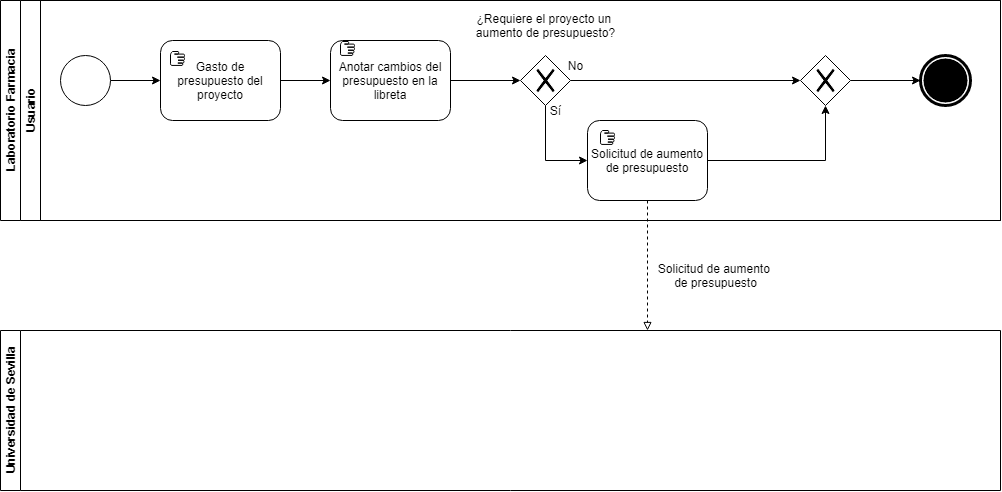 Laboratorio Farmacia
Usuario
Gasto de
presupuesto del
proyecto
Anotar cambios del
presupuesto en la
libreta
¿Requiere el proyecto un
aumento de presupuesto?
No
Sí
Solicitud de aumento
de presupuesto
Solicitud de aumento
de presupuesto
Universidad de Sevilla